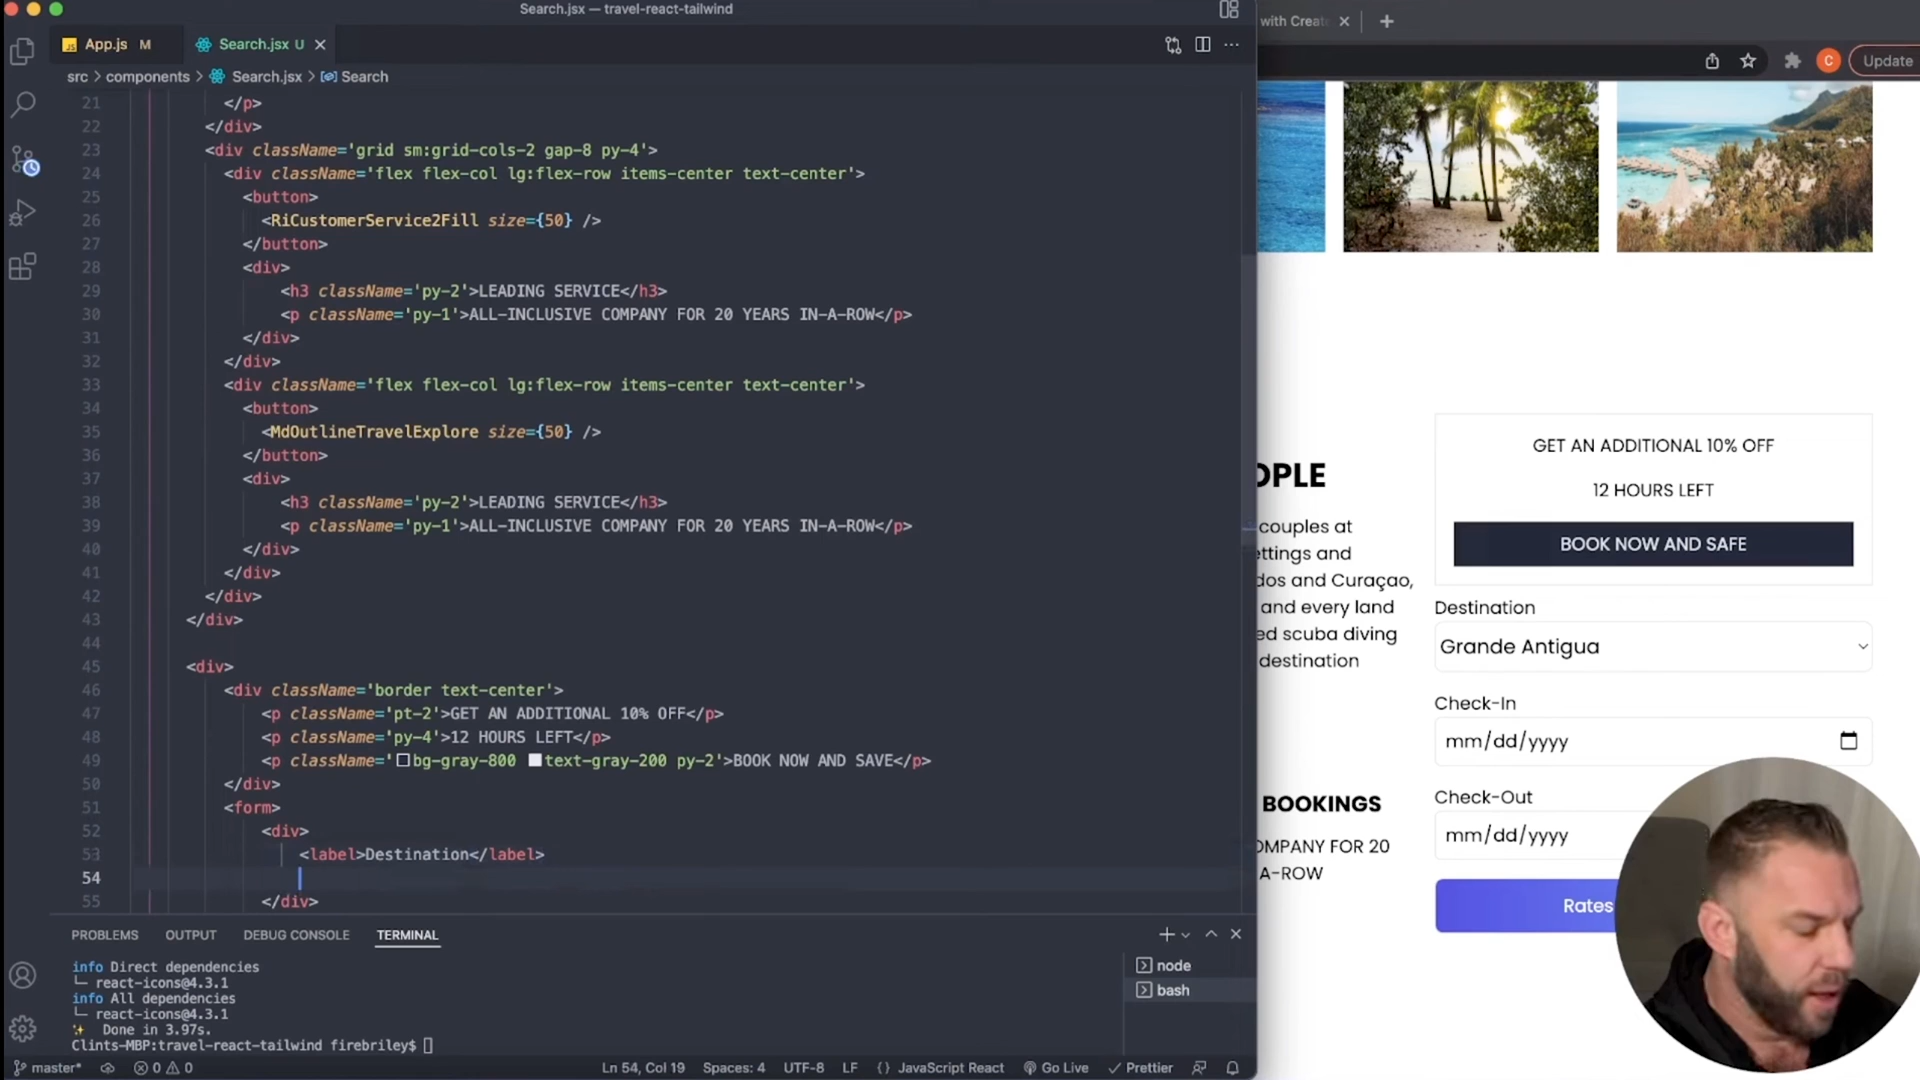 Search.jsx — travel-react-tailwind
JS App.js M
Search.jsx U
src > components > Search.jsx > Search
21 </p>
22 </div>
23 <div className='grid sm:grid-cols-2 gap-8 py-4'>
24 <div className='flex flex-col lg:flex-row items-center text-center'>
25 <button>
26 <RiCustomerService2Fill size={50} />
27 </button>
28 <div>
29 <h3 className='py-2'>LEADING SERVICE</h3>
30 <p className='py-1'>ALL-INCLUSIVE COMPANY FOR 20 YEARS IN-A-ROW</p>
31 </div>
32 </div>
33 <div className='flex flex-col lg:flex-row items-center text-center'>
34 <button>
35 <MdOutlineTravelExplore size={50} />
36 </button>
37 <div>
38 <h3 className='py-2'>LEADING SERVICE</h3>
39 <p className='py-1'>ALL-INCLUSIVE COMPANY FOR 20 YEARS IN-A-ROW</p>
40 </div>
41 </div>
42 </div>
43 </div>
44
45 <div>
46 <div className='border text-center'>
47 <p className='pt-2'>GET AN ADDITIONAL 10% OFF</p>
48 <p className='py-4'>12 HOURS LEFT</p>
49 <p className='bg-gray-800 text-gray-200 py-2'>BOOK NOW AND SAVE</p>
50 </div>
51 <form>
52 <div>
53 <label>Destination</label>
54
55 </div>
PROBLEMS OUTPUT DEBUG CONSOLE TERMINAL
info Direct dependencies
└─ react-icons@4.3.1
info All dependencies
└─ react-icons@4.3.1
Done in 3.97s.
Clints-MBP:travel-react-tailwind firebriley$
node
bash
master* 0 0 Ln 54, Col 19 Spaces: 4 UTF-8 LF {} JavaScript React Go Live Prettier
with Create
C Update
GET AN ADDITIONAL 10% OFF
12 HOURS LEFT
BOOK NOW AND SAFE
OPLE
couples at
ettings and
dos and Curaçao,
and every land
ed scuba diving
destination
Destination
Grande Antigua
Check-In
mm/dd/yyyy
Check-Out
mm/dd/yyyy
BOOKINGS
OMPANY FOR 20
A-ROW
Rates